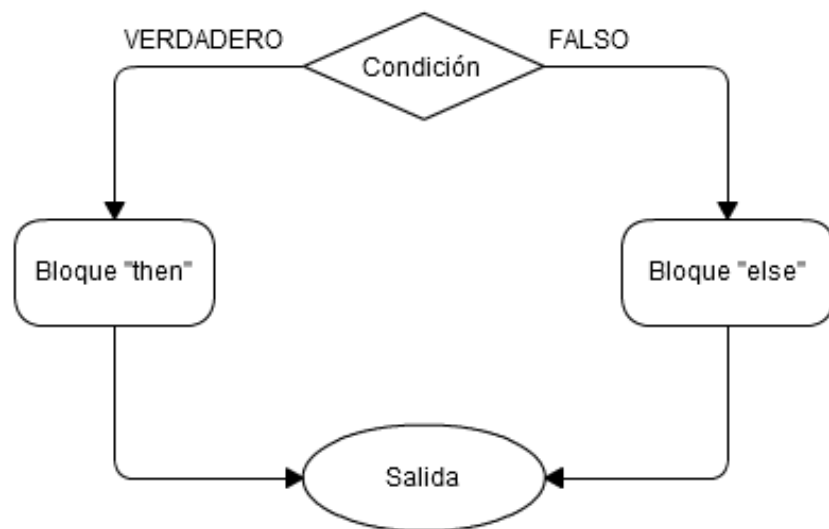 VERDADERO
FALSO
Condición
Bloque "then"
Bloque "else"
Salida